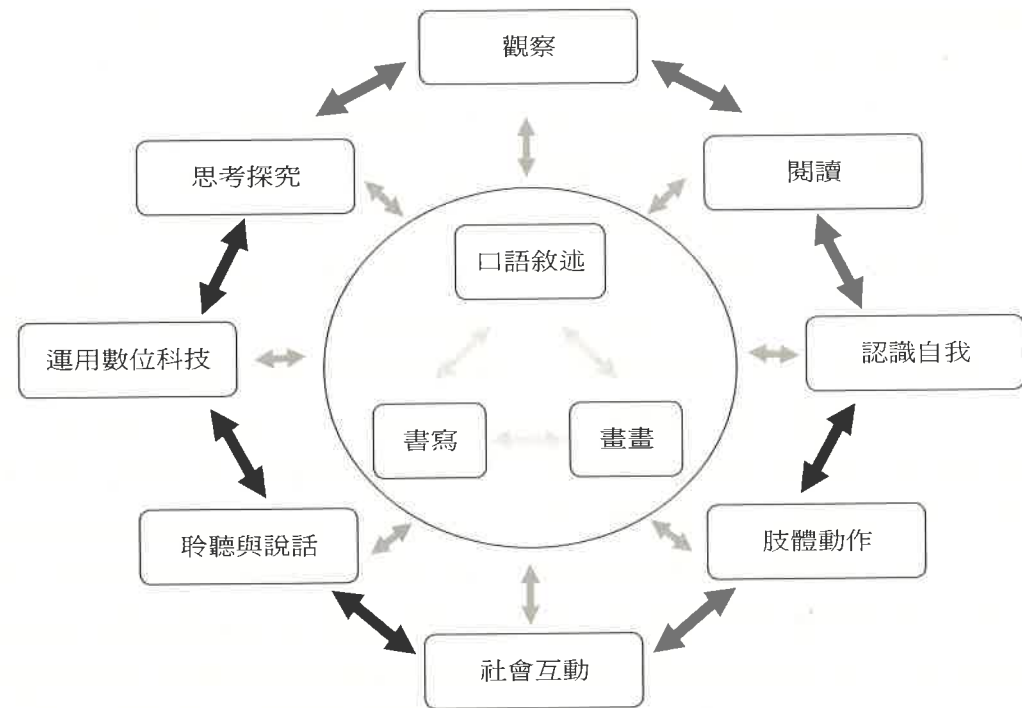 觀察
思考探究
閱讀
口語敘述
運用數位科技
認識自我
書寫
畫畫
聆聽與說話
肢體動作
社會互動